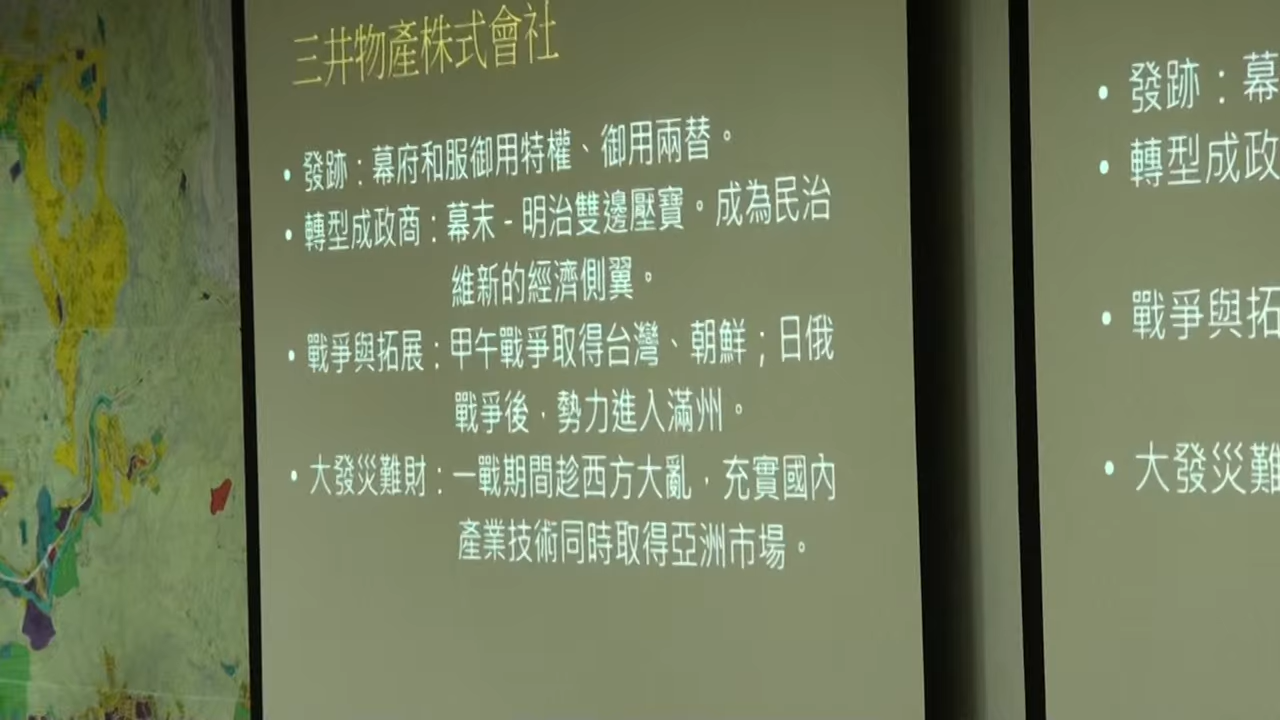 三井物產株式會社
• 發跡：幕府和服御用特權、御用兩替。
• 轉型成政商：幕末 - 明治雙邊壓寶。成為民治
維新的經濟側翼。
• 戰爭與拓展：甲午戰爭取得台灣、朝鮮；日俄
戰爭後，勢力進入滿州。
• 大發災難財：一戰期間趁西方大亂，充實國內
產業技術同時取得亞洲市場。
• 發跡：幕
• 轉型成政
• 戰爭與拓
• 大發災難